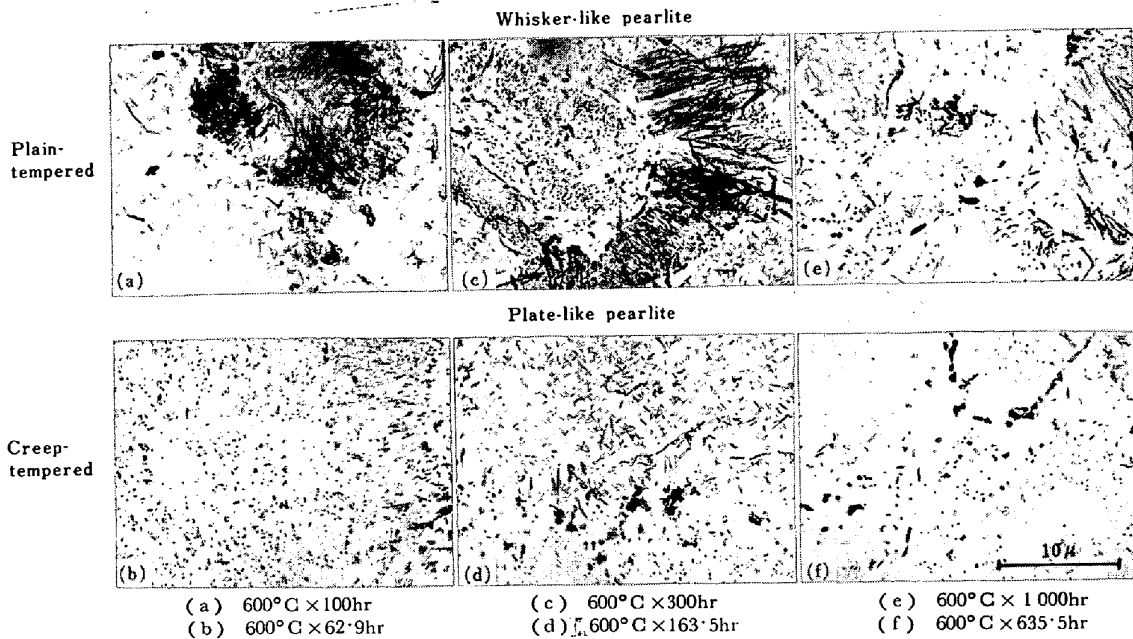 Whisker-like pearlite
Plain-
tempered
(a)
(c)
(e)
Plate-like pearlite
Creep-
tempered
(b)
(d)
(f)
10 μ
(a) 600°C × 100hr
(c) 600°C × 300hr
(e) 600°C × 1 000hr
(b) 600°C × 62·9hr
(d) 600°C × 163·5hr
(f) 600°C × 635·5hr